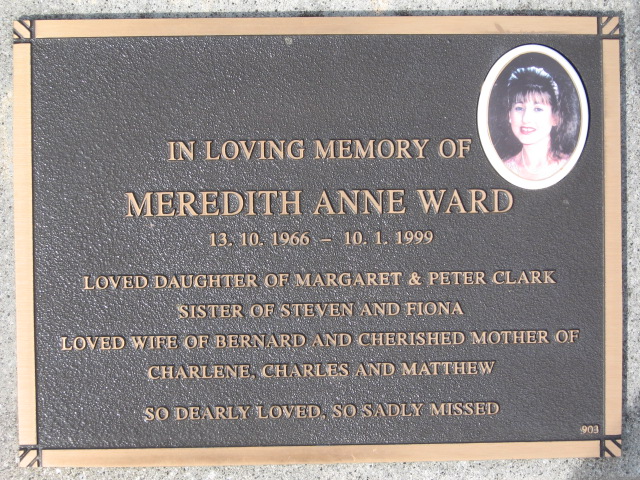 IN LOVING MEMORY OF
MEREDITH ANNE WARD
13. 10. 1966 – 10. 1. 1999
LOVED DAUGHTER OF MARGARET & PETER CLARK
SISTER OF STEVEN AND FIONA
LOVED WIFE OF BERNARD AND CHERISHED MOTHER OF
CHARLENE, CHARLES AND MATTHEW
SO DEARLY LOVED, SO SADLY MISSED
903